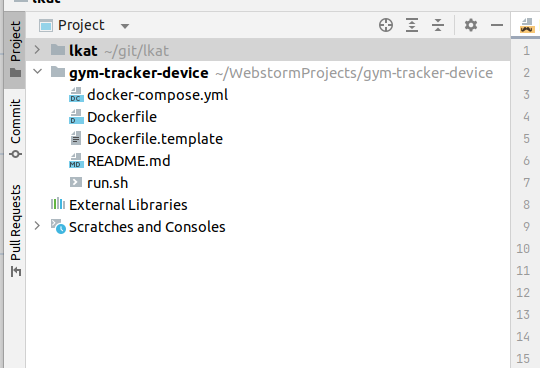 lkat
Project
Project
lkat ~/git/lkat
gym-tracker-device ~/WebstormProjects/gym-tracker-device
DC docker-compose.yml
D Dockerfile
Dockerfile.template
MD README.md
run.sh
External Libraries
Scratches and Consoles
Commit
Pull Requests
1
2
3
4
5
6
7
8
9
10
11
12
13
14
15